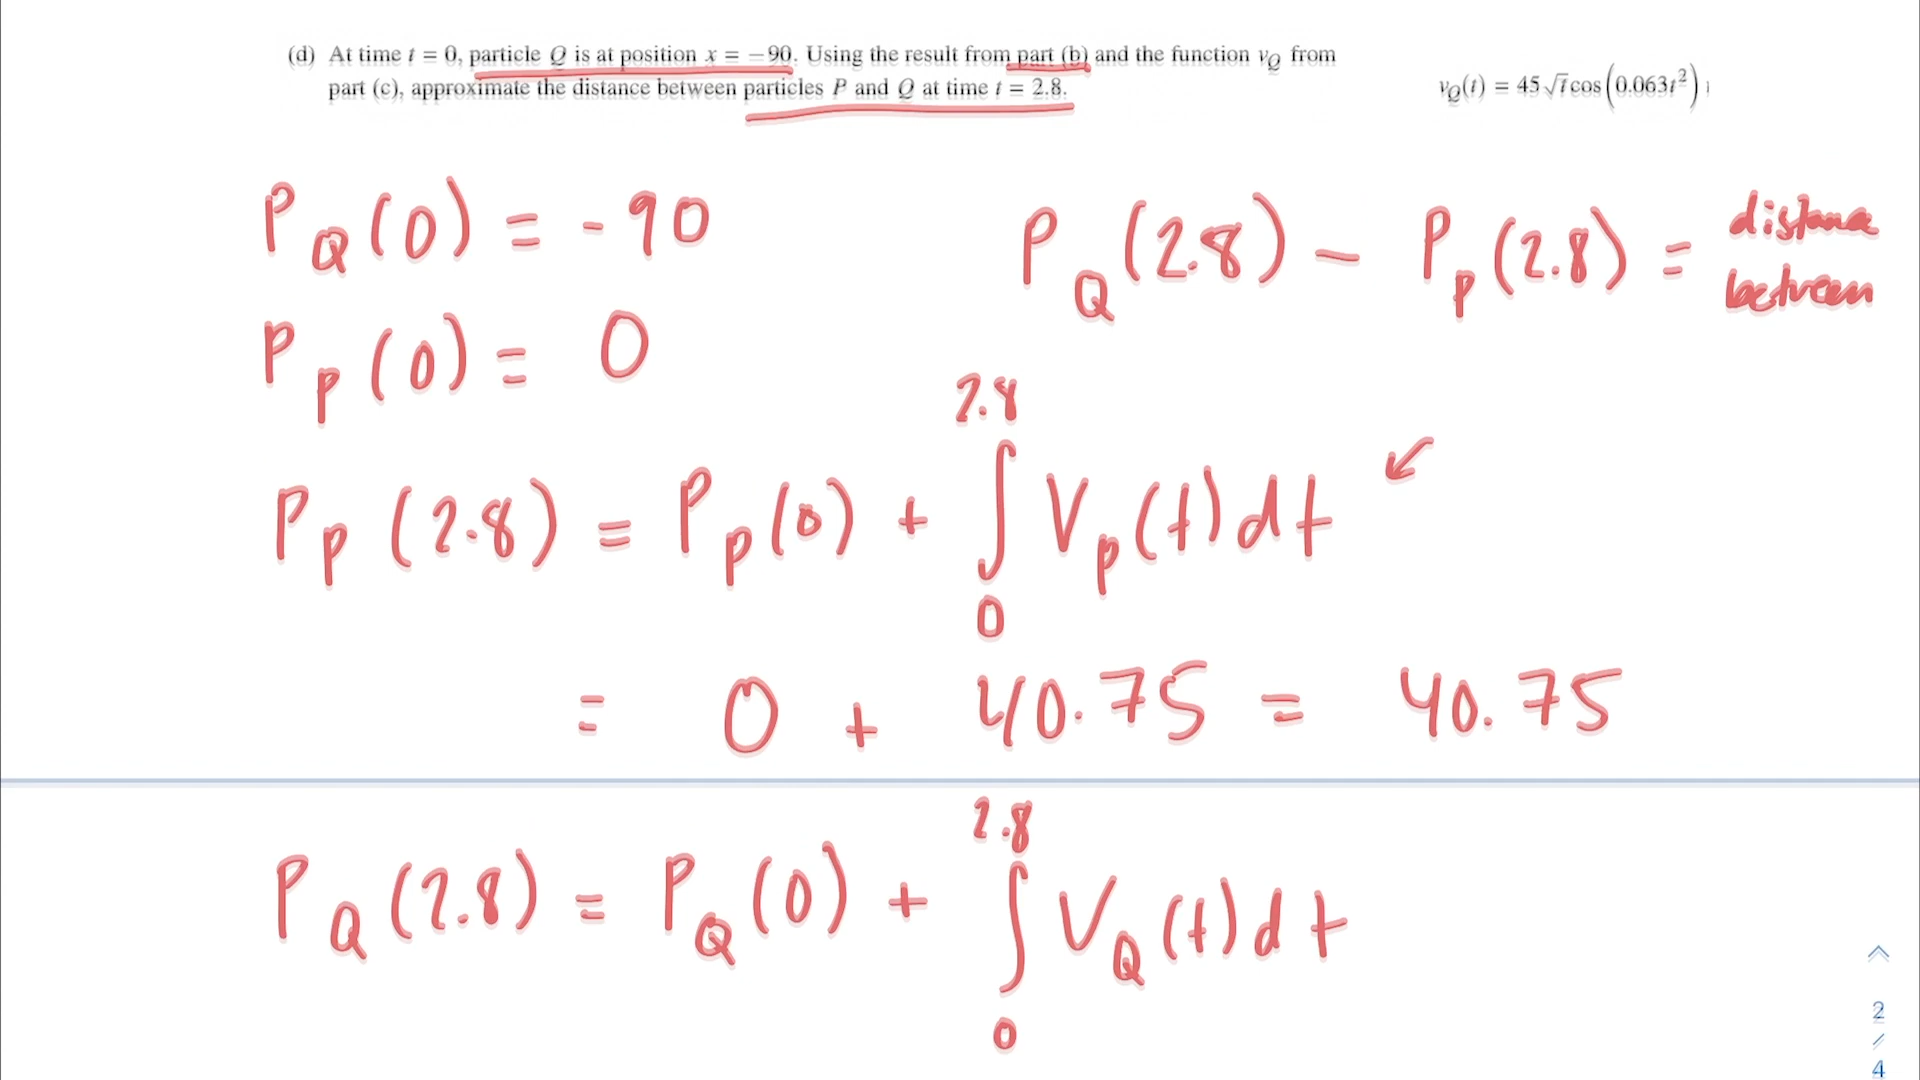 (d) At time t = 0, particle Q is at position x = −90. Using the result from part (b) and the function v_Q from
part (c), approximate the distance between particles P and Q at time t = 2.8.
v_Q(t) = 45√t cos(0.063t²)
P_Q(0) = -90
P_Q(2.8) − P_P(2.8) = distance between
P_P(0) = 0
P_P(2.8) = P_P(0) + ∫_0^2.8 V_P(t)dt ↙
= 0 + 40.75 = 40.75
P_Q(2.8) = P_Q(0) + ∫_0^2.8 V_Q(t)dt
2
/
4